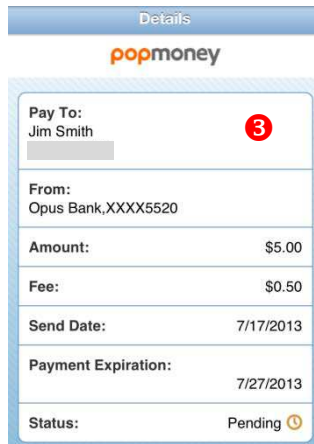 Details
popmoney
Pay To:
Jim Smith
3
From:
Opus Bank,XXXX5520
Amount: $5.00
Fee: $0.50
Send Date: 7/17/2013
Payment Expiration:
7/27/2013
Status: Pending